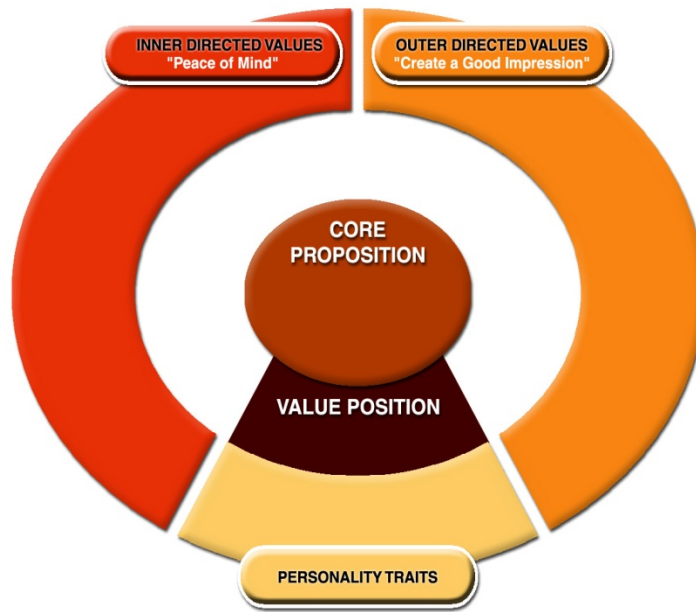 INNER DIRECTED VALUES
"Peace of Mind"
OUTER DIRECTED VALUES
"Create a Good Impression"
CORE
PROPOSITION
VALUE POSITION
PERSONALITY TRAITS